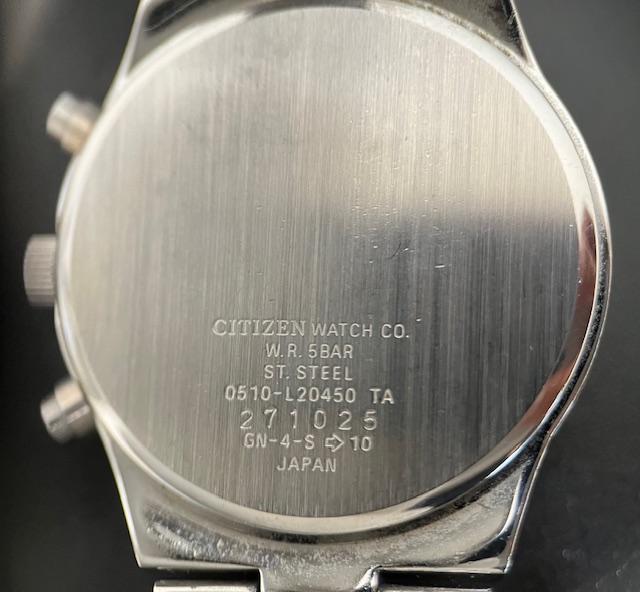 CITIZEN WATCH CO.
W.R. 5BAR
ST. STEEL
0510-L20450 TA
271025
GN-4-S ⇨ 10
JAPAN